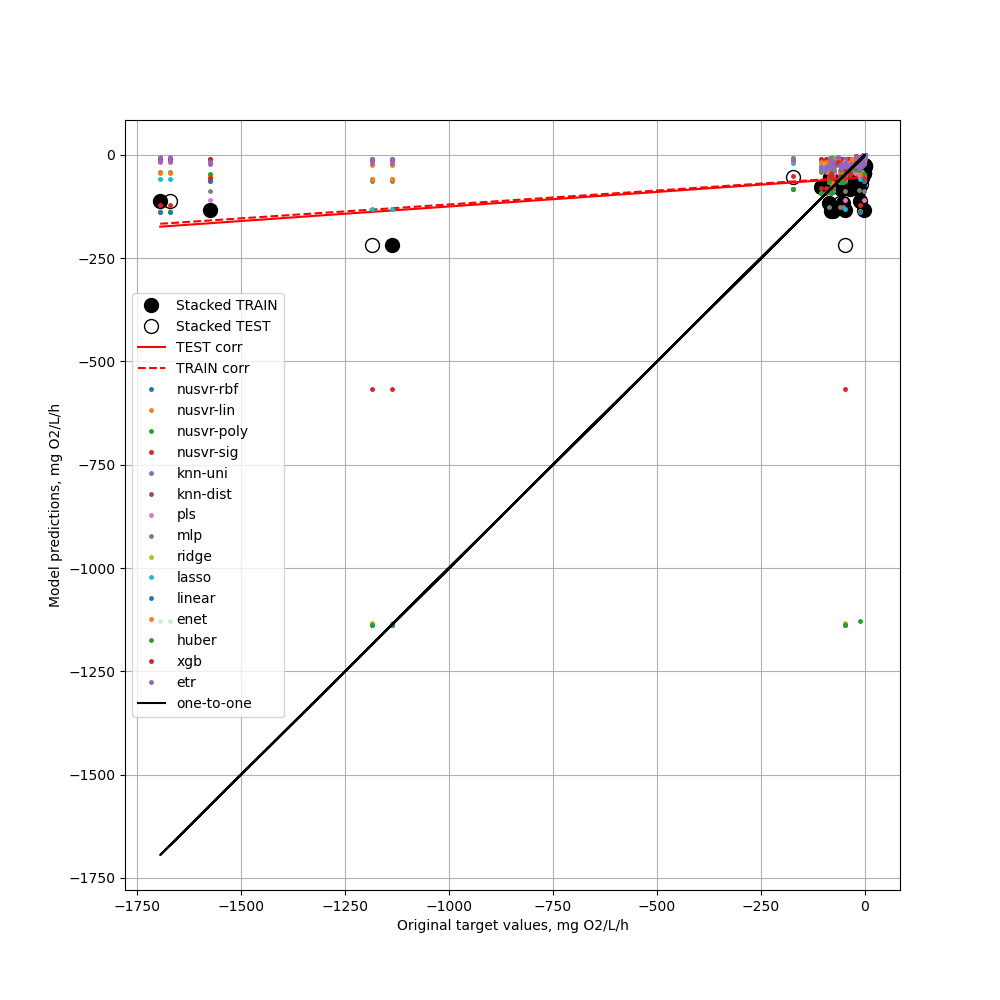 0
−250
−500
−750
−1000
−1250
−1500
−1750
Model predictions, mg O2/L/h
Stacked TRAIN
Stacked TEST
TEST corr
TRAIN corr
nusvr-rbf
nusvr-lin
nusvr-poly
nusvr-sig
knn-uni
knn-dist
pls
mlp
ridge
lasso
linear
enet
huber
xgb
etr
one-to-one
−1750 −1500 −1250 −1000 −750 −500 −250 0
Original target values, mg O2/L/h